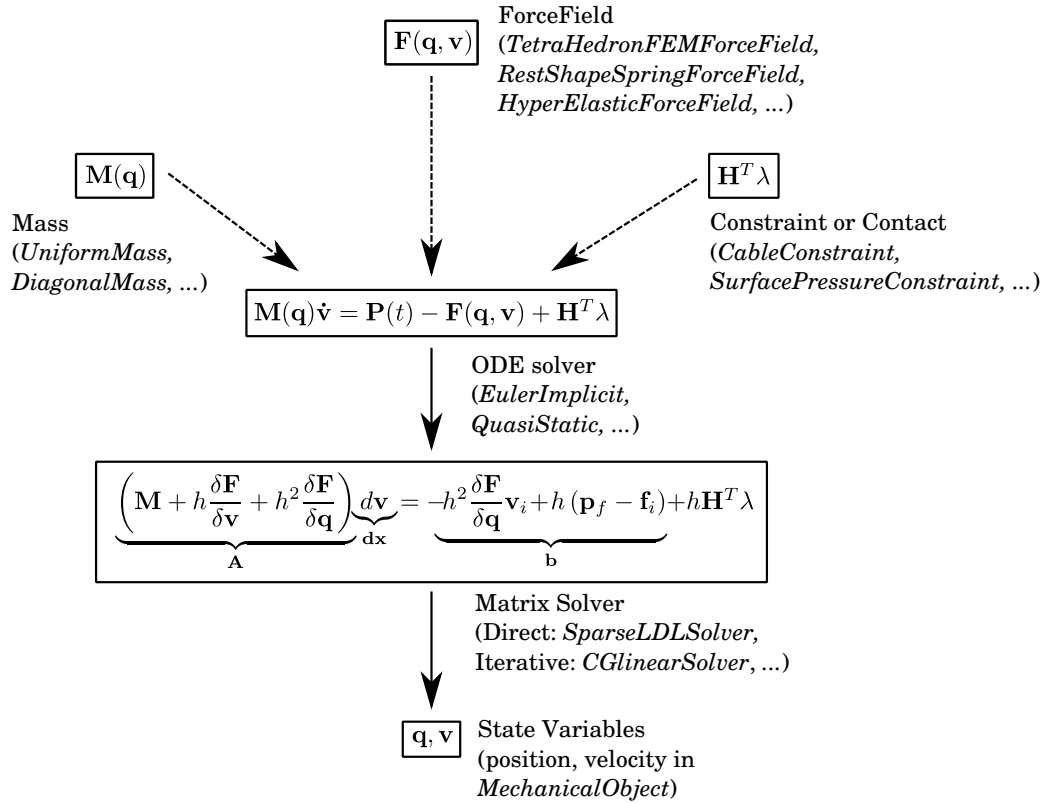 ForceField
F(q, v)
(TetraHedronFEMForceField,
RestShapeSpringForceField,
HyperElasticForceField, ...)
M(q)
Mass
(UniformMass,
DiagonalMass, ...)
H^T λ
Constraint or Contact
(CableConstraint,
SurfacePressureConstraint, ...)
M(q)v̇ = P(t) − F(q, v) + H^T λ
ODE solver
(EulerImplicit,
QuasiStatic, ...)
(M + h δF/δv + h² δF/δq) dv = −h² δF/δq v_i + h (p_f − f_i) + hH^T λ
A dx b
Matrix Solver
(Direct: SparseLDLSolver,
Iterative: CGlinearSolver, ...)
q, v
State Variables
(position, velocity in
MechanicalObject)